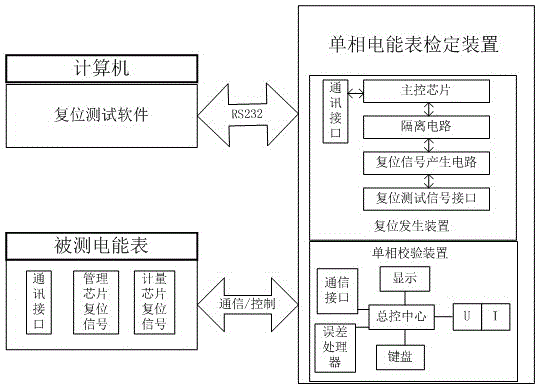 计算机
复位测试软件
RS232
被测电能表
通讯接口
管理芯片复位信号
计量芯片复位信号
通信/控制
单相电能表检定装置
通讯接口
主控芯片
隔离电路
复位信号产生电路
复位测试信号接口
复位发生装置
单相校验装置
通信
接口
显示
总控中心
U
I
误差
处理
器
键盘